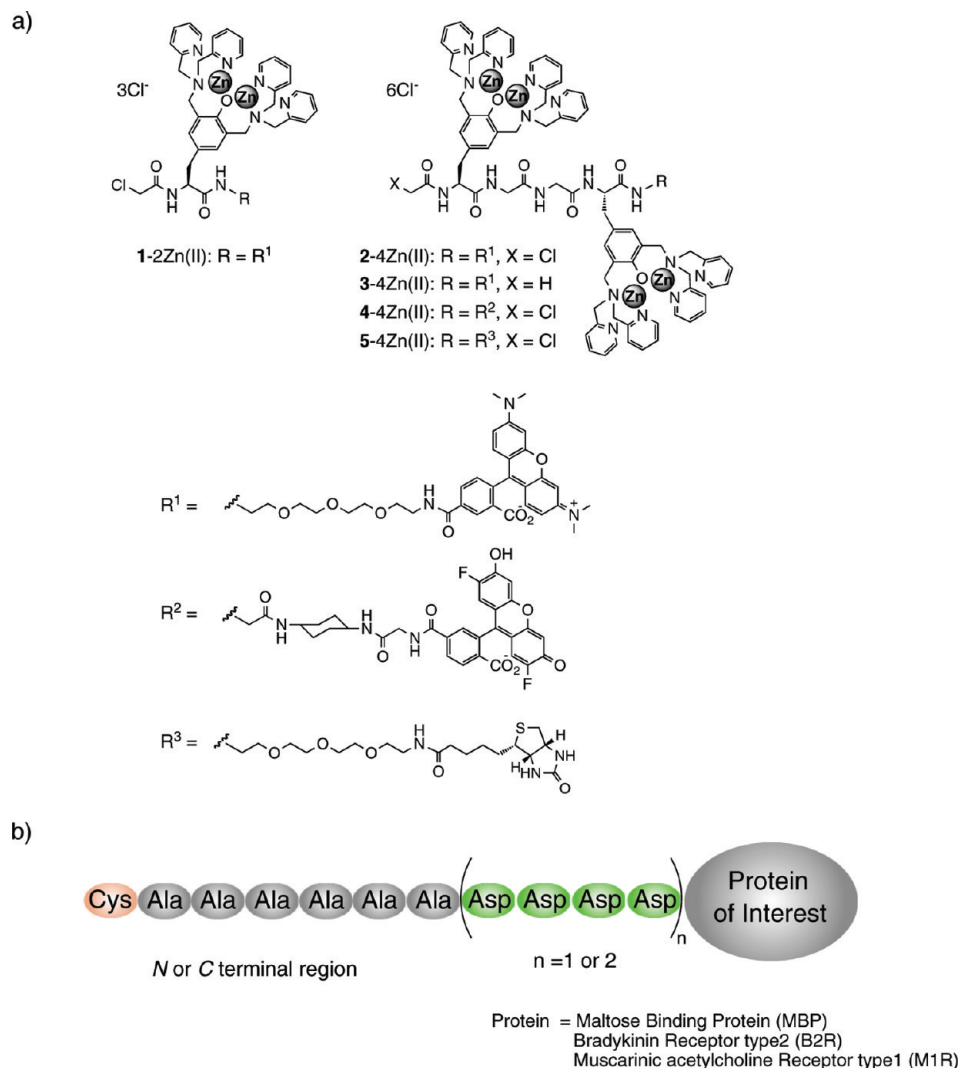 a)
3Cl⁻
N N N Zn Zn N N N O
Cl O N H O H N R
1-2Zn(II): R = R¹
6Cl⁻
N N N Zn Zn N N N O
X O N H O H N O N H O H N O H N R
N O Zn N N Zn N N N
2-4Zn(II): R = R¹, X = Cl
3-4Zn(II): R = R¹, X = H
4-4Zn(II): R = R², X = Cl
5-4Zn(II): R = R³, X = Cl
R¹ =
O O O H N O N O CO₂⁻ N⁺
R² =
O N H H N O N H O F OH O CO₂⁻ O F
R³ =
O O O H N O S H H NH HN O
b)
Cys Ala Ala Ala Ala Ala Ala ( Asp Asp Asp Asp )n
Protein
of Interest
N or C terminal region
n =1 or 2
Protein = Maltose Binding Protein (MBP)
Bradykinin Receptor type2 (B2R)
Muscarinic acetylcholine Receptor type1 (M1R)